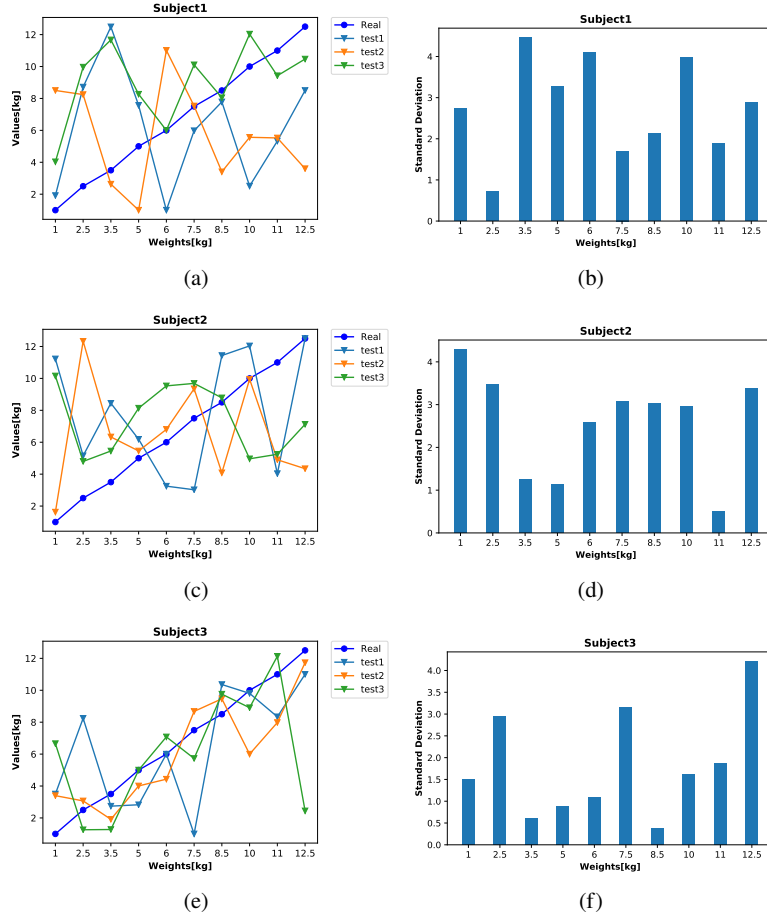 Subject1
Values[kg]
12
10
8
6
4
2
1 2.5 3.5 5 6 7.5 8.5 10 11 12.5
Weights[kg]
Real
test1
test2
test3
(a)
Subject1
Standard Deviation
4
3
2
1
0
1 2.5 3.5 5 6 7.5 8.5 10 11 12.5
Weights[kg]
(b)
Subject2
Values[kg]
12
10
8
6
4
2
1 2.5 3.5 5 6 7.5 8.5 10 11 12.5
Weights[kg]
Real
test1
test2
test3
(c)
Subject2
Standard Deviation
4
3
2
1
0
1 2.5 3.5 5 6 7.5 8.5 10 11 12.5
Weights[kg]
(d)
Subject3
Values[kg]
12
10
8
6
4
2
1 2.5 3.5 5 6 7.5 8.5 10 11 12.5
Weights[kg]
Real
test1
test2
test3
(e)
Subject3
Standard Deviation
4.0
3.5
3.0
2.5
2.0
1.5
1.0
0.5
0.0
1 2.5 3.5 5 6 7.5 8.5 10 11 12.5
Weights[kg]
(f)